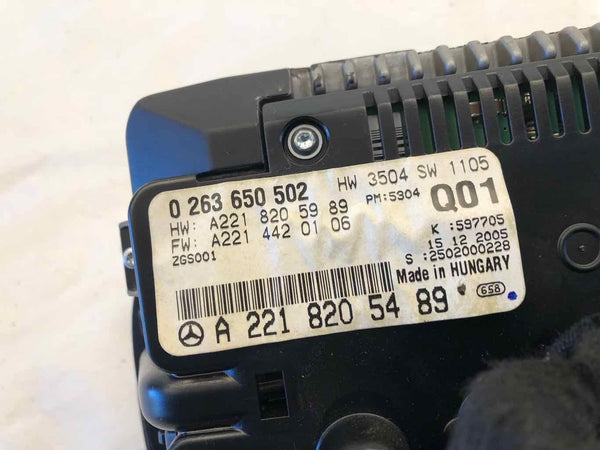 0 263 650 502 HW 3504 SW 1105
HW: A221 820 59 89 PM:5304 Q01
FW: A221 442 01 06 K :597705
ZGS001 15 12 2005
S :2502000228
Made in HUNGARY
A 221 820 54 89 658